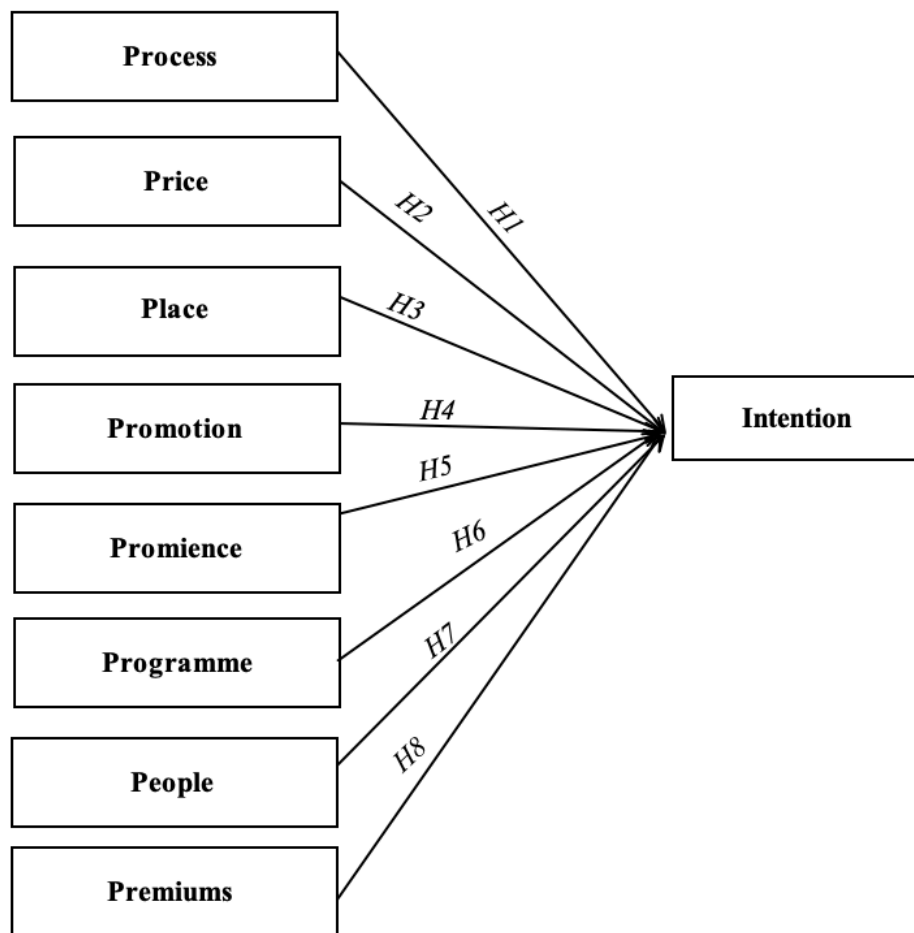 Process
Price
Place
Promotion
Promience
Programme
People
Premiums
H1
H2
H3
H4
H5
H6
H7
H8
Intention